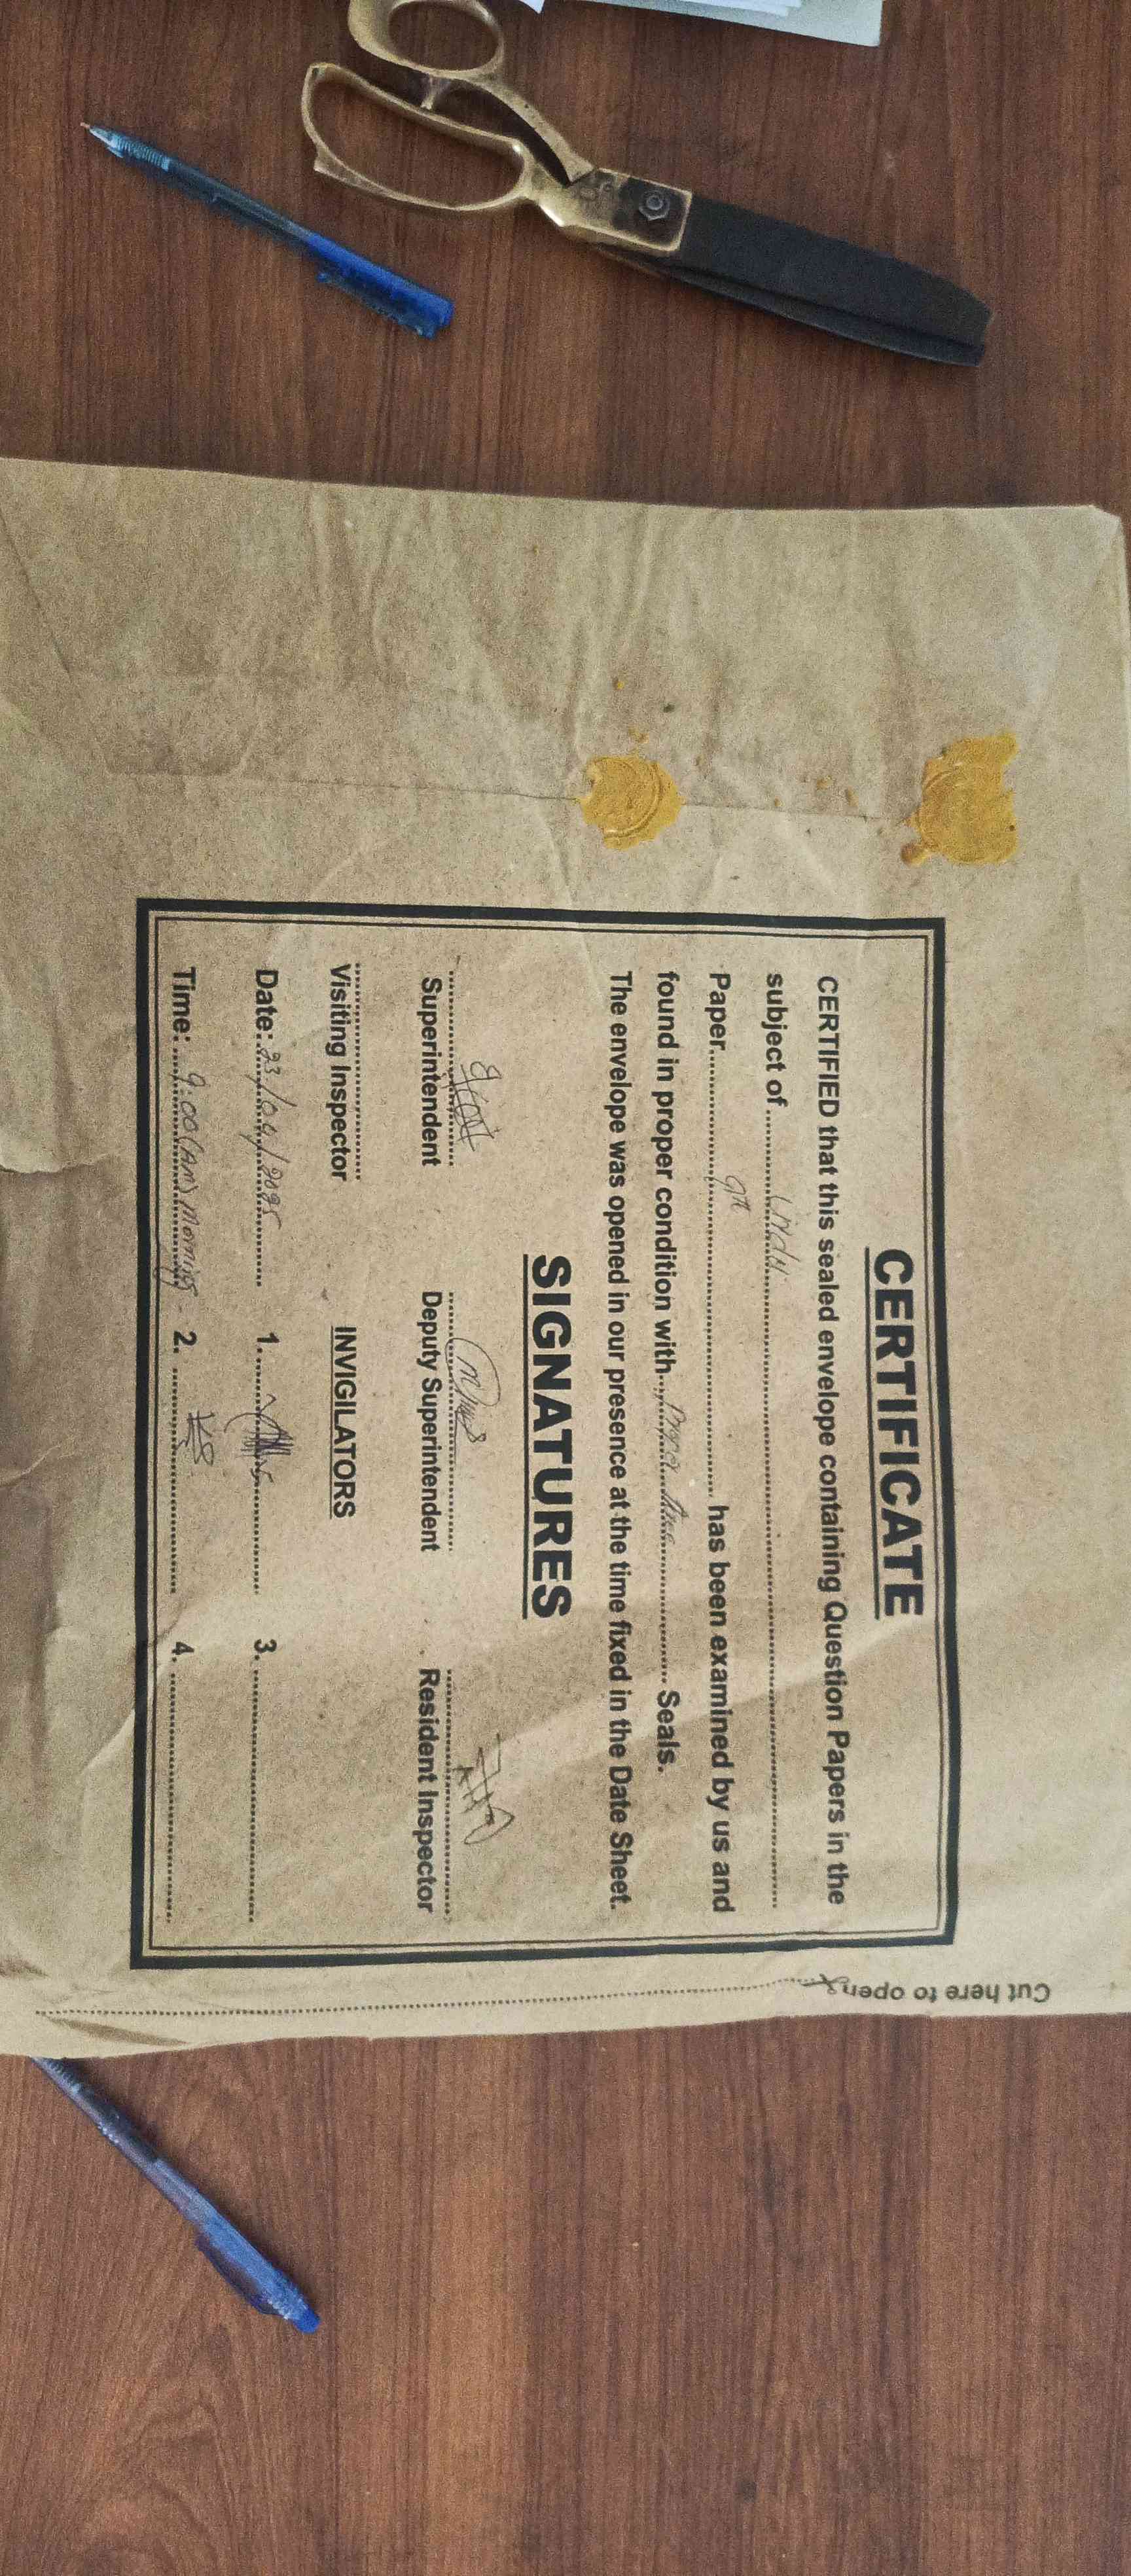 CERTIFICATE
CERTIFIED that this sealed envelope containing Question Papers in the
subject of ........ Urdu ........
Paper........ 9th ........ has been examined by us and
found in proper condition with.... Proper ........ Seals.
The envelope was opened in our presence at the time fixed in the Date Sheet.
SIGNATURES
Superintendent Deputy Superintendent Resident Inspector
Visiting Inspector INVIGILATORS
Date: 23/04/2025 1. ........ 3. ........
Time: 9:00 (AM) Morning - 2. ........ 4. ........
Cut here to open